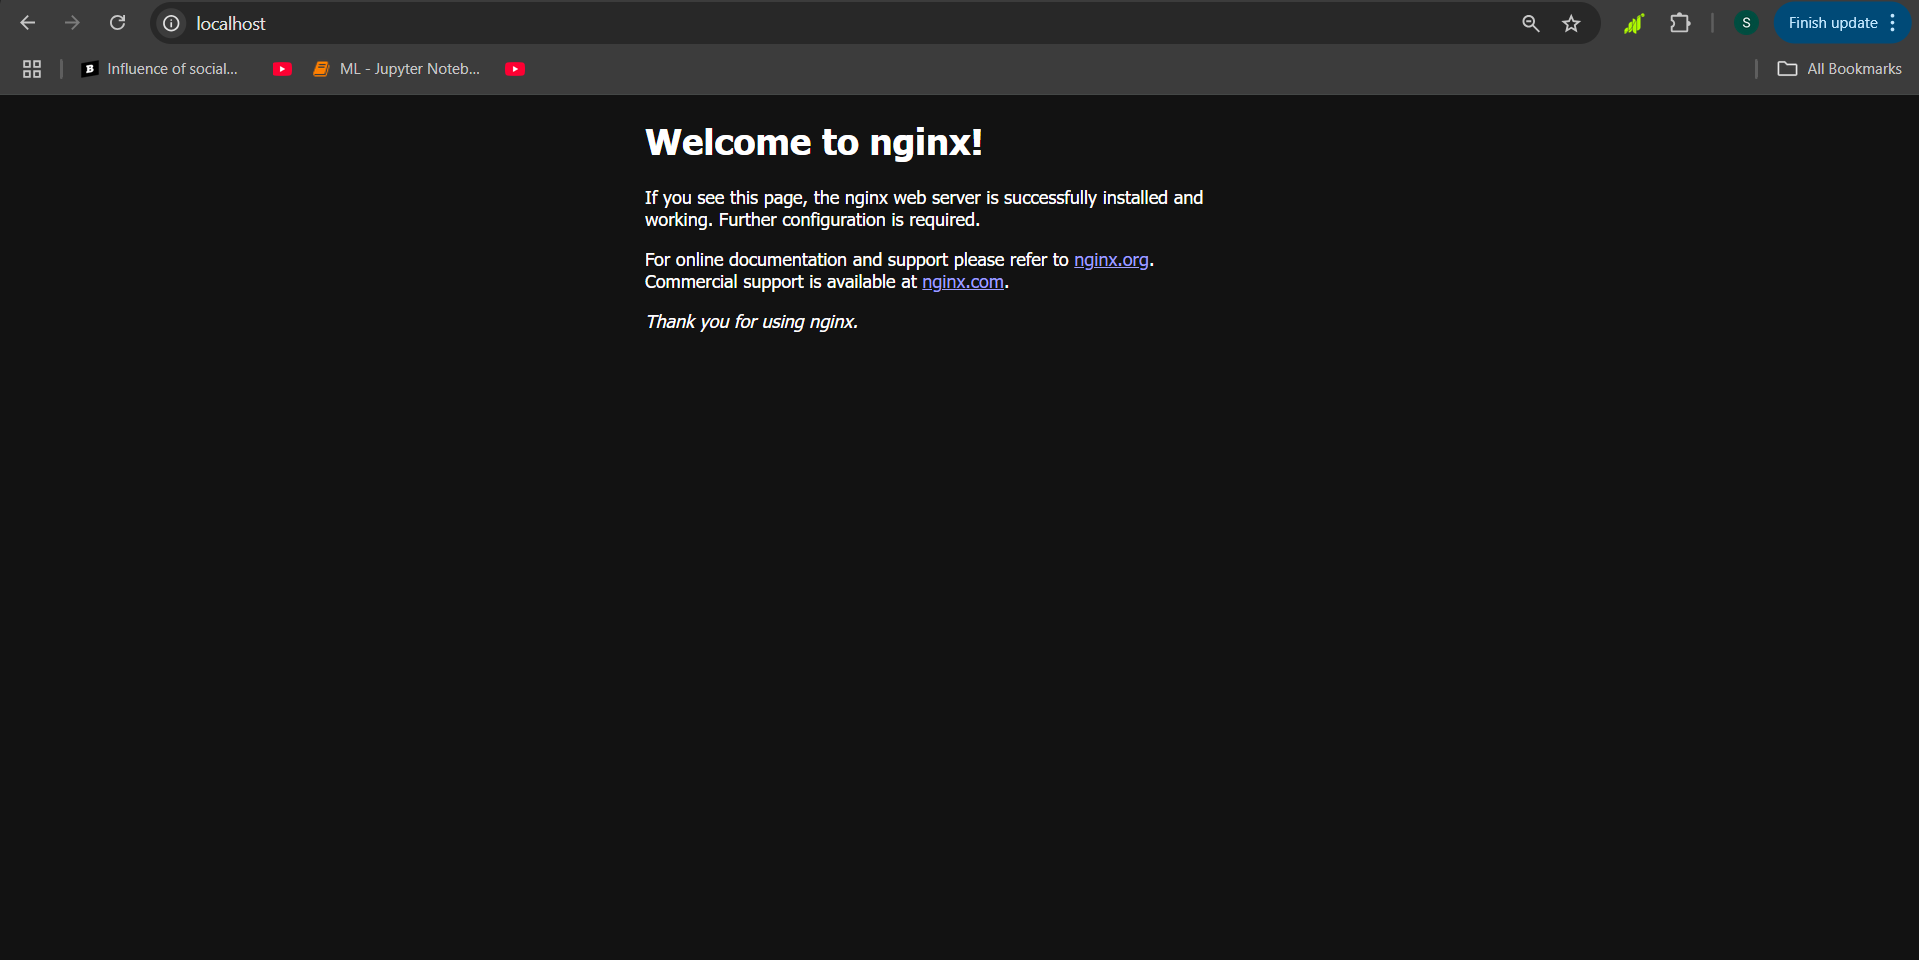 localhost
S
Finish update
B
Influence of social...
ML - Jupyter Noteb...
All Bookmarks
Welcome to nginx!
If you see this page, the nginx web server is successfully installed and
working. Further configuration is required.
For online documentation and support please refer to nginx.org.
Commercial support is available at nginx.com.
Thank you for using nginx.